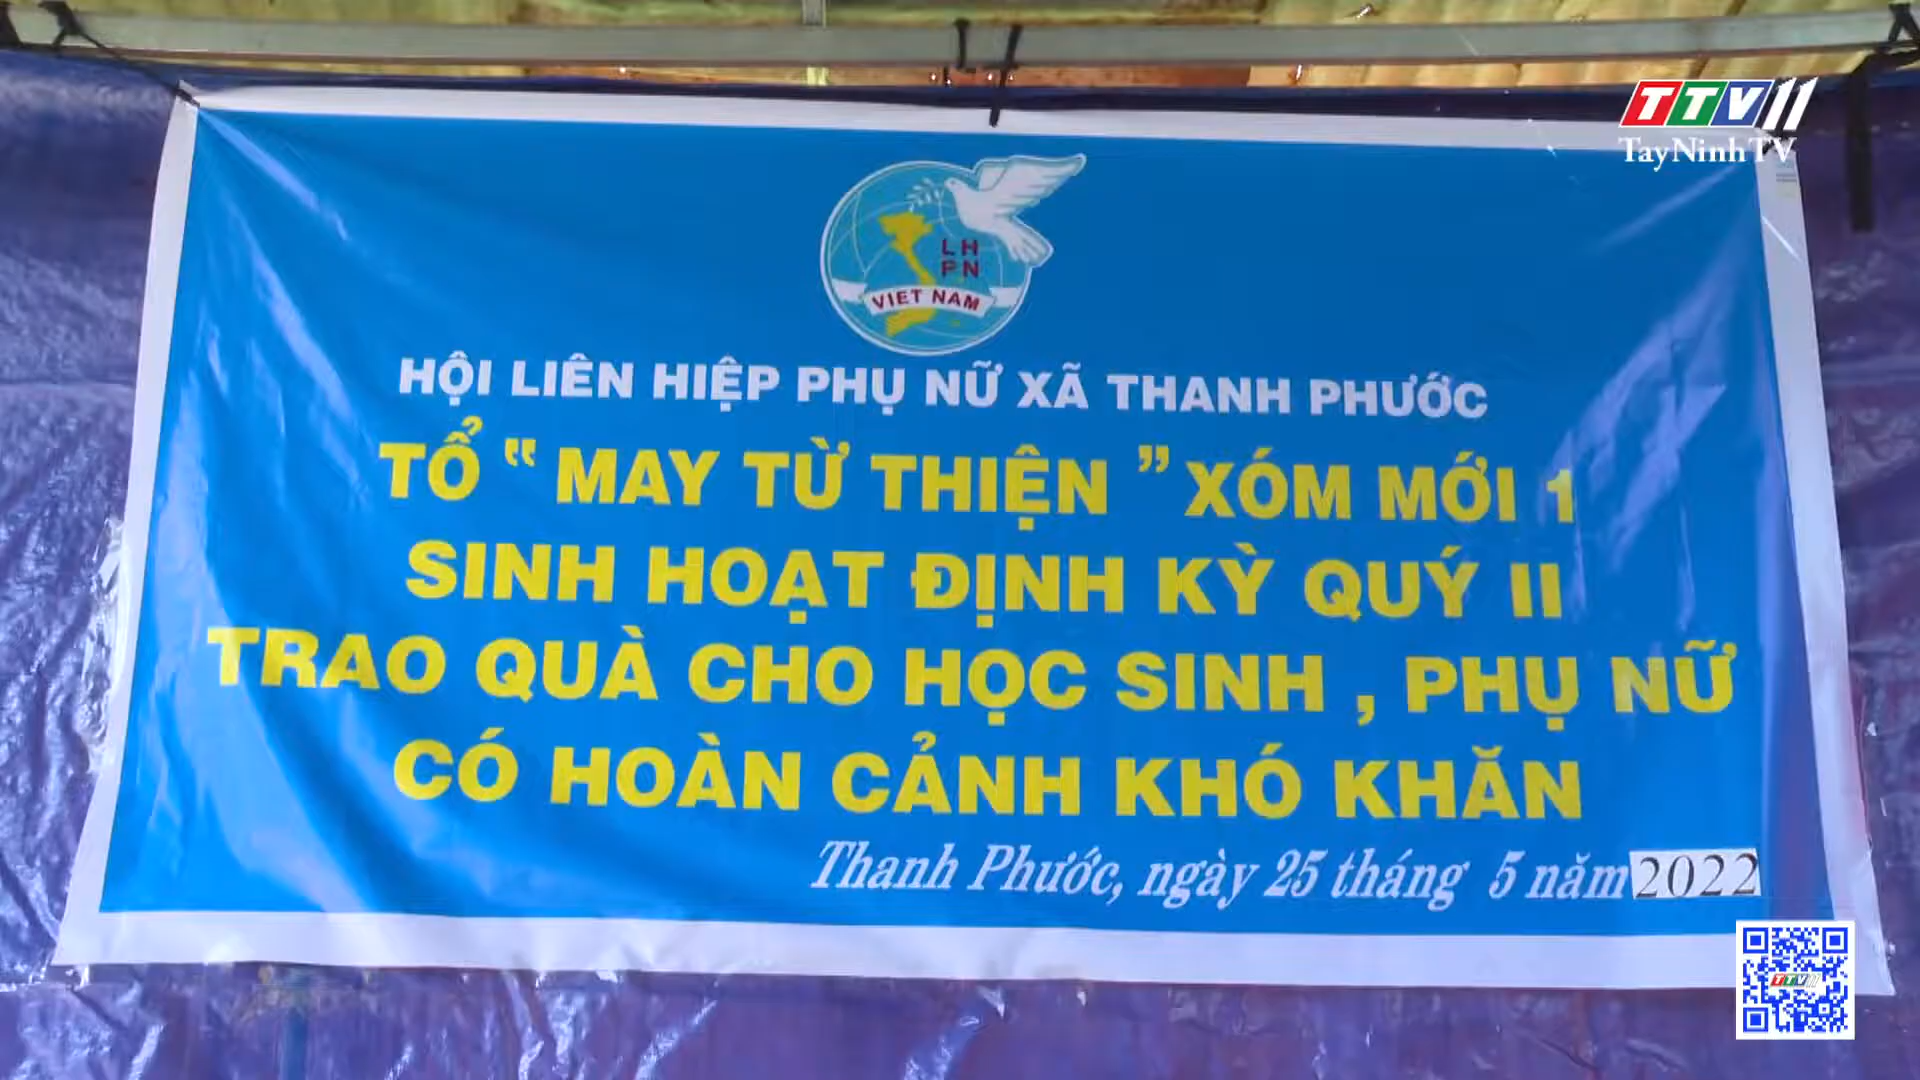 TTV11
TayNinhTV
LH
PN
VIET NAM
HỘI LIÊN HIỆP PHỤ NỮ XÃ THANH PHƯỚC
TỔ “ MAY TỪ THIỆN ” XÓM MỚI 1
SINH HOẠT ĐỊNH KỲ QUÝ II
TRAO QUÀ CHO HỌC SINH , PHỤ NỮ
CÓ HOÀN CẢNH KHÓ KHĂN
Thanh Phước, ngày 25 tháng 5 năm 2022
TTV11